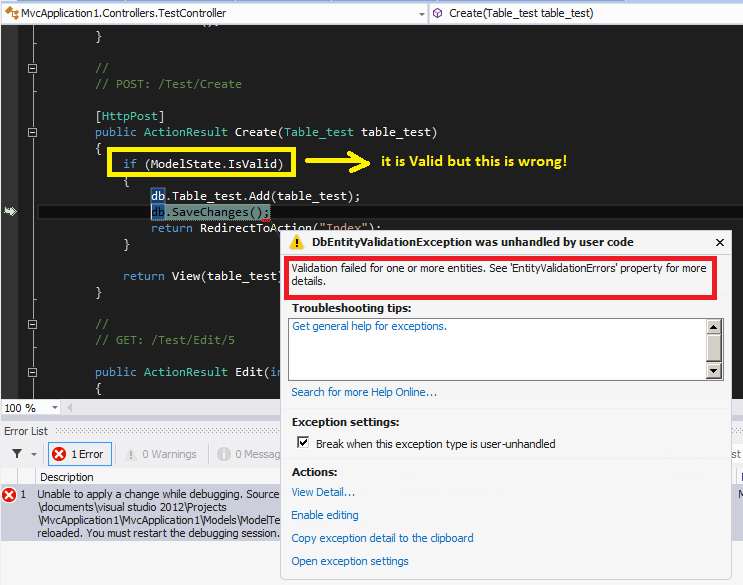 MvcApplication1.Controllers.TestController
Create(Table_test table_test)
}
//
// POST: /Test/Create
[HttpPost]
public ActionResult Create(Table_test table_test)
{
if (ModelState.IsValid)
it is Valid but this is wrong!
{
db.Table_test.Add(table_test);
db.SaveChanges();
return RedirectToAction("Index");
}
return View(table_test)
}
//
// GET: /Test/Edit/5
public ActionResult Edit(in
{
DbEntityValidationException was unhandled by user code
Validation failed for one or more entities. See 'EntityValidationErrors' property for more
details.
Troubleshooting tips:
Get general help for exceptions.
Search for more Help Online...
Exception settings:
Break when this exception type is user-unhandled
Actions:
View Detail...
Enable editing
Copy exception detail to the clipboard
Open exception settings
100 %
Error List
1 Error
0 Warnings
0 Messag
Description
1
Unable to apply a change while debugging. Source
\documents\visual studio 2012\Projects
\MvcApplication1\MvcApplication1\Models\ModelTe
reloaded. You must restart the debugging session.